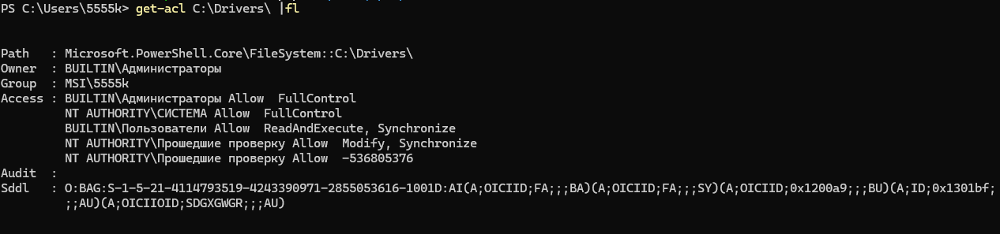 PS C:\Users\5555k> get-acl C:\Drivers\ |fl
Path   : Microsoft.PowerShell.Core\FileSystem::C:\Drivers\
Owner  : BUILTIN\Администраторы
Group  : MSI\5555k
Access : BUILTIN\Администраторы Allow  FullControl
         NT AUTHORITY\СИСТЕМА Allow  FullControl
         BUILTIN\Пользователи Allow  ReadAndExecute, Synchronize
         NT AUTHORITY\Прошедшие проверку Allow  Modify, Synchronize
         NT AUTHORITY\Прошедшие проверку Allow  -536805376
Audit  :
Sddl   : O:BAG:S-1-5-21-4114793519-4243390971-2855053616-1001D:AI(A;OICIID;FA;;;BA)(A;OICIID;FA;;;SY)(A;OICIID;0x1200a9;;;BU)(A;ID;0x1301bf;
         ;;AU)(A;OICIIOID;SDGXGWGR;;;AU)